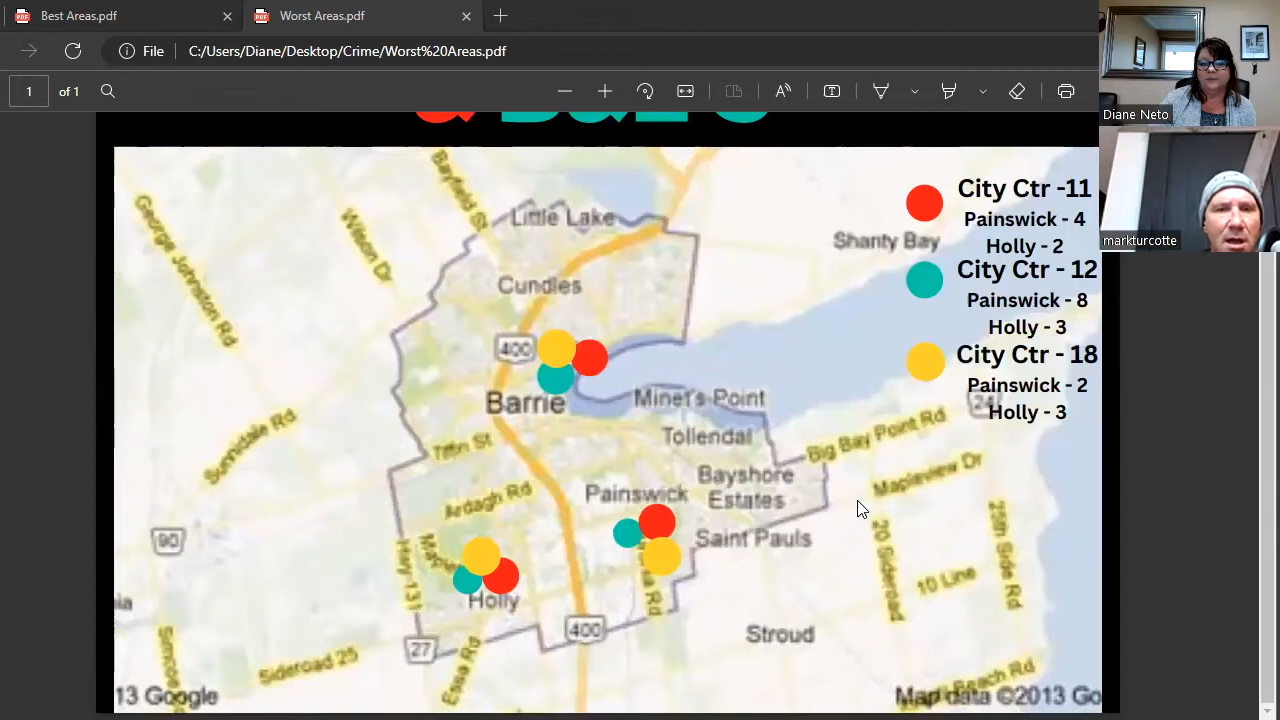 Best Areas.pdf
Worst Areas.pdf
File
C:/Users/Diane/Desktop/Crime/Worst%20Areas.pdf
1 of 1
Diane Neto
markturcotte
City Ctr -11
Painswick - 4
Holly - 2
City Ctr - 12
Painswick - 8
Holly - 3
City Ctr - 18
Painswick - 2
Holly - 3
Bayfield St
George Johnston Rd
Wilson Dr
Little Lake
Shanty Bay
Cundles
400
Barrie
Minet's Point
24
Sunnidale Rd
Tiffin St
Tollendal
Big Bay Point Rd
Bayshore
Estates
Mapleview Dr
Ardagh Rd
Painswick
90
Saint Pauls
20 Sideroad
25th Side Rd
Hwy 131
10 Line
Holly
400
Stroud
27
Sideroad 25
Essa Rd
Beach Rd
13 Google
Map data ©2013 Go